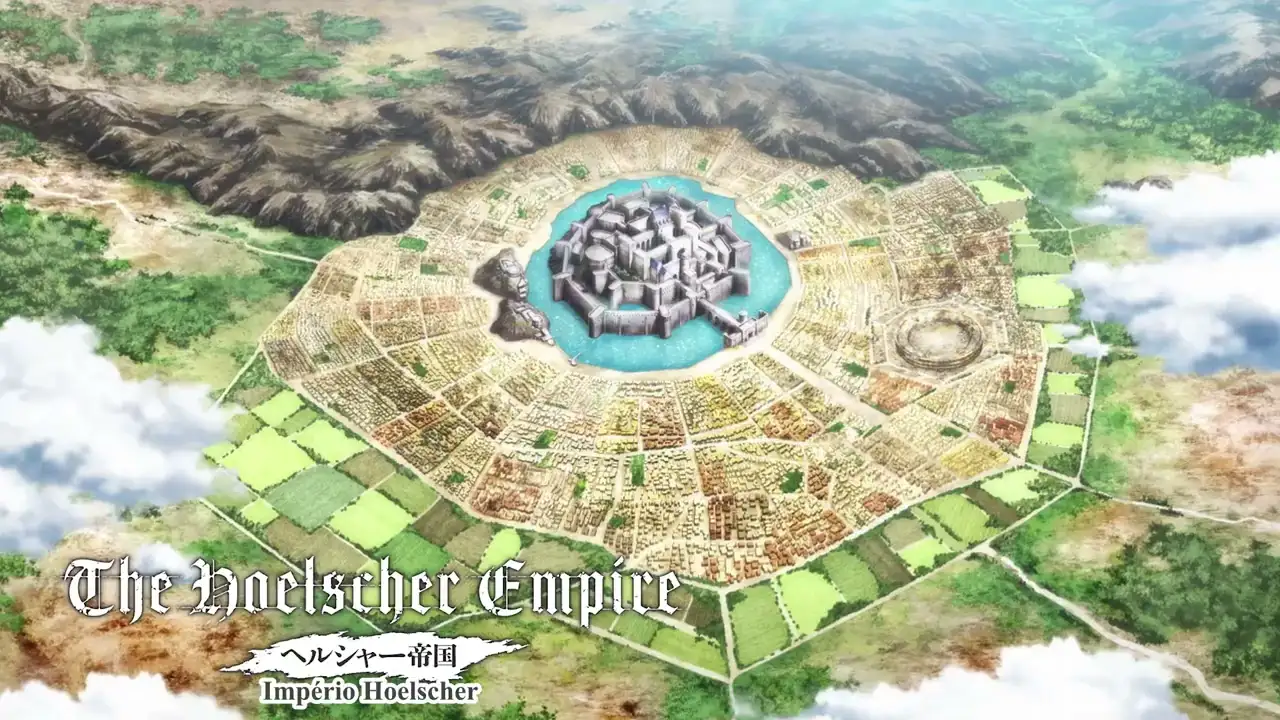 The Hoelscher Empire
ヘルシャー帝国
Império Hoelscher